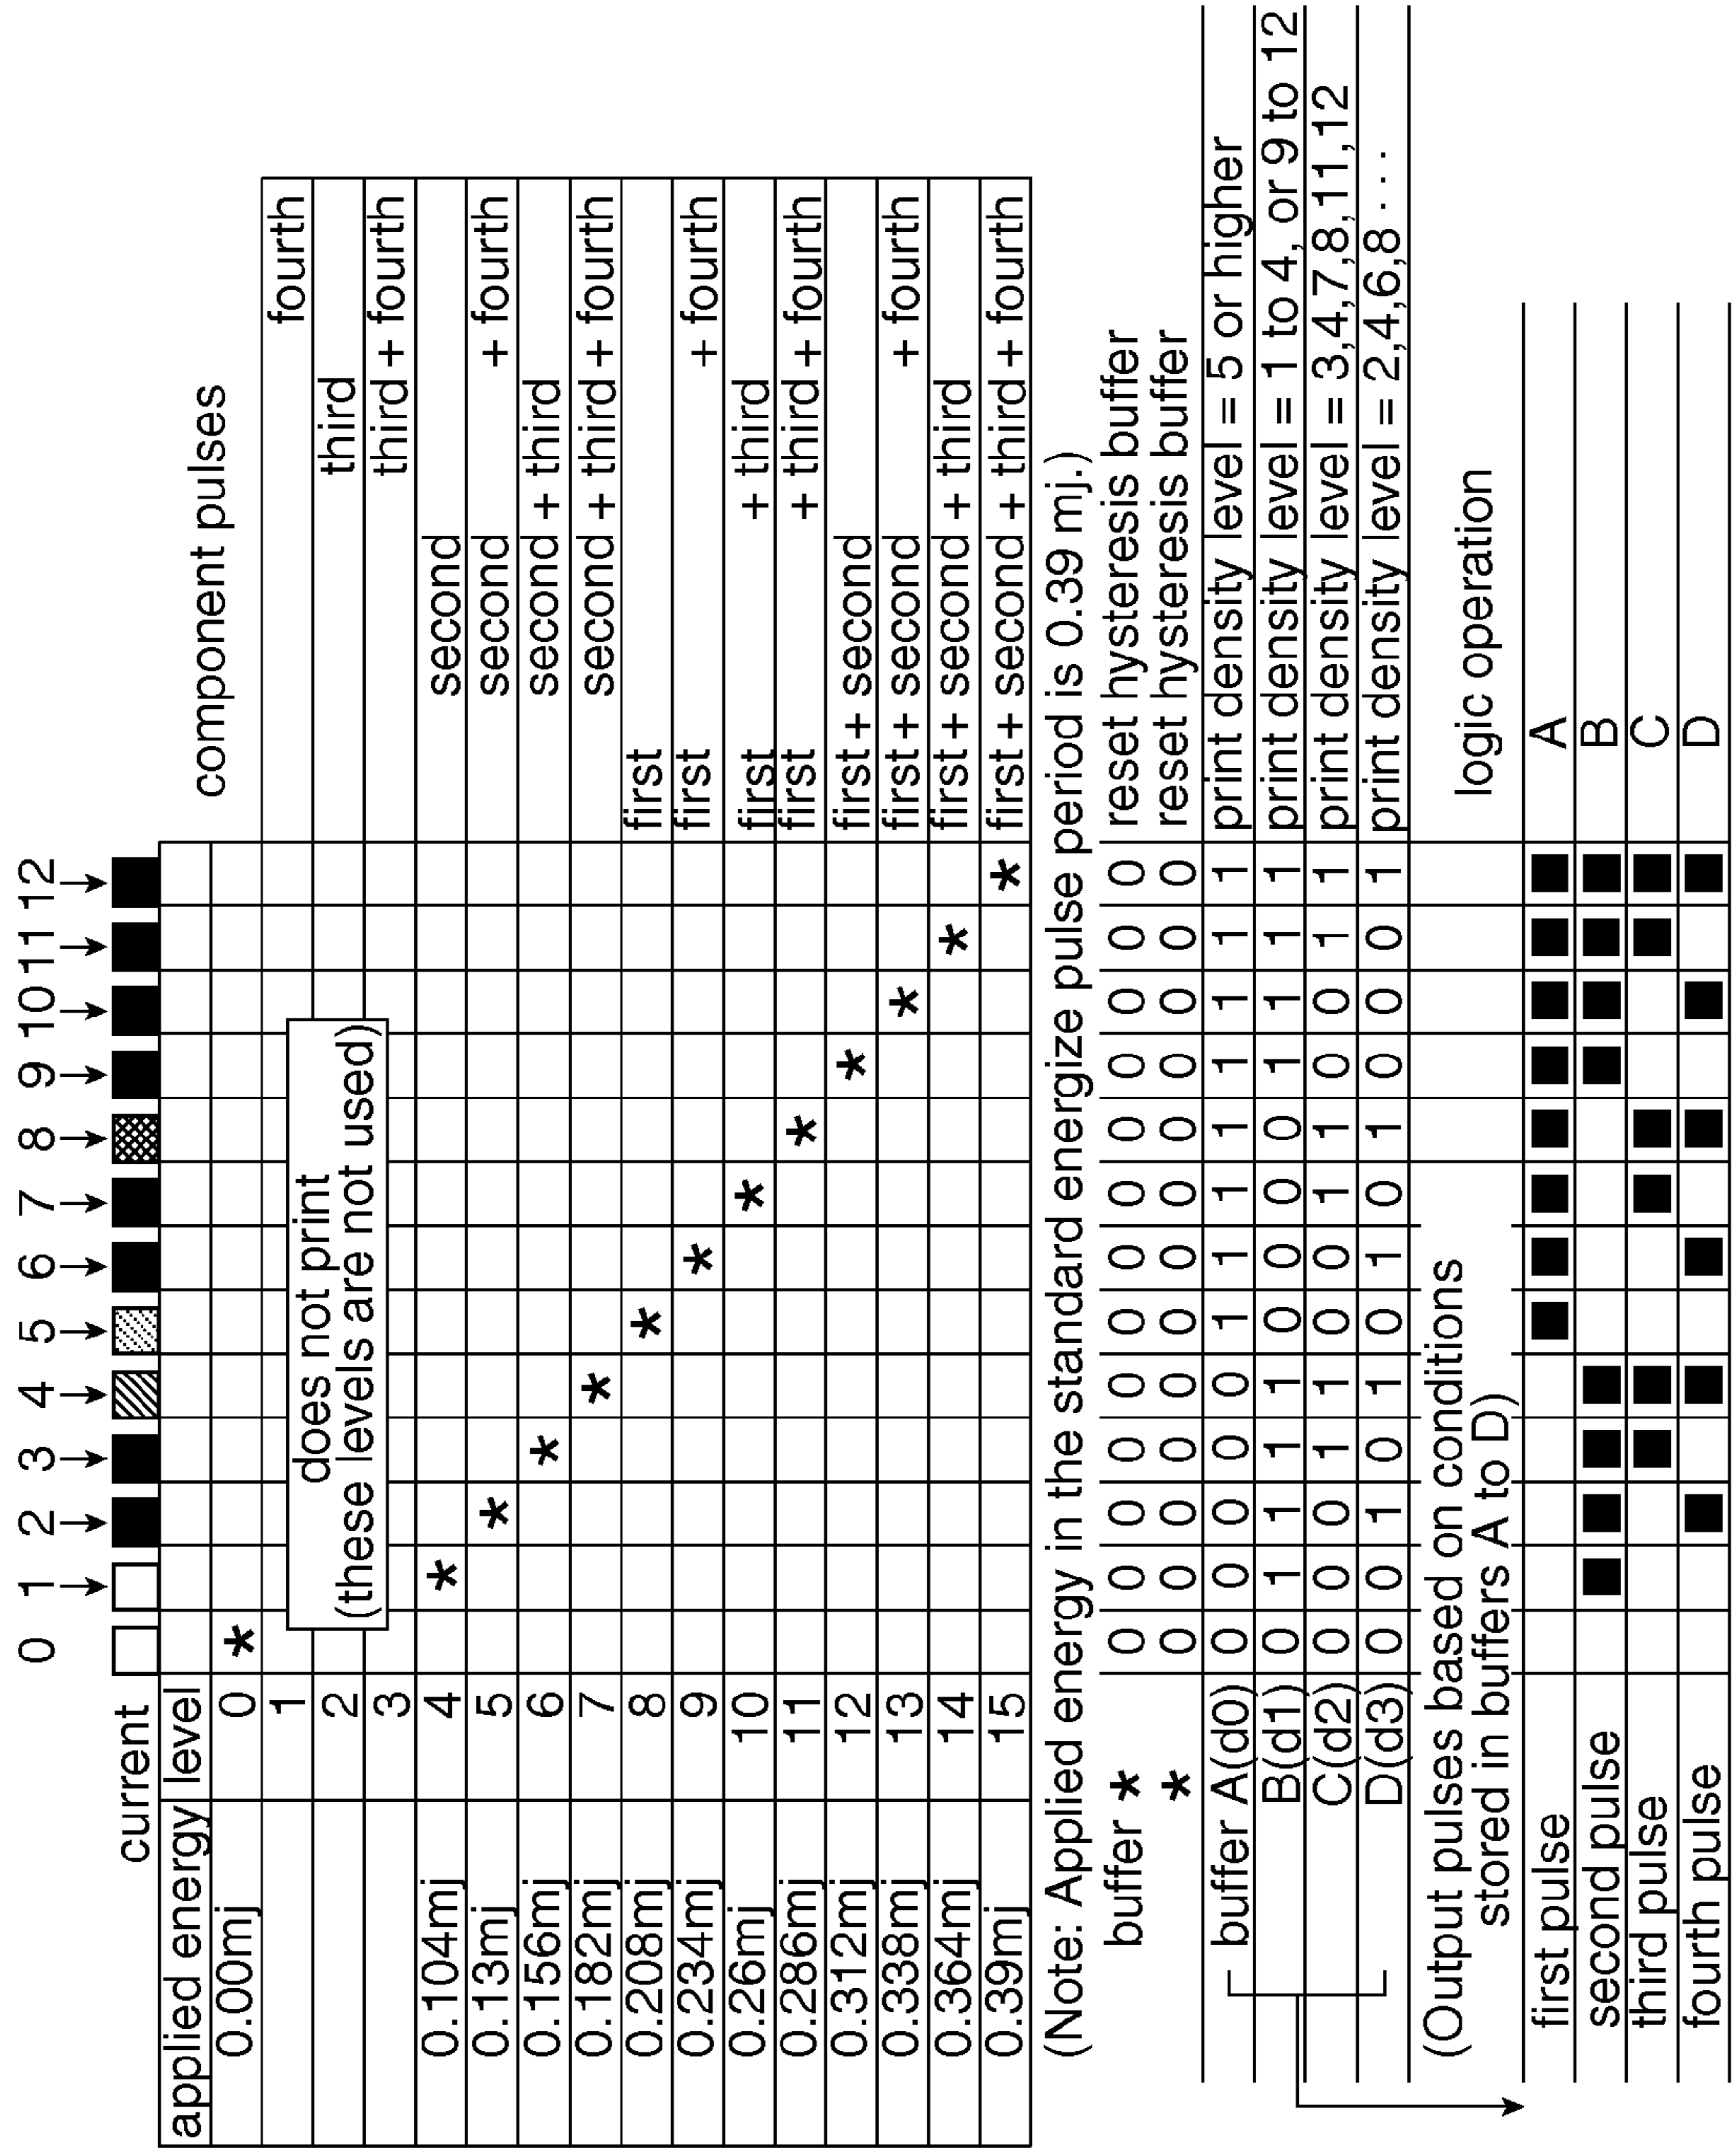 0 1 2 3 4 5 6 7 8 9 10 11 12
current
component pulses
applied energy level
0.00mj 0 *
1 fourth
2 third
3 third + fourth
does not print
(these levels are not used)
0.104mj 4 * second
0.13mj 5 * second + fourth
0.156mj 6 * second + third
0.182mj 7 * second + third + fourth
0.208mj 8 * first
0.234mj 9 * first + fourth
0.26mj 10 * first + third
0.286mj 11 * first + third + fourth
0.312mj 12 * first + second
0.338mj 13 * first + second + fourth
0.364mj 14 * first + second + third
0.39mj 15 * first + second + third + fourth
(Note: Applied energy in the standard energize pulse period is 0.39 mj.)
buffer * 0 0 0 0 0 0 0 0 0 0 0 0 0 reset hysteresis buffer
* 0 0 0 0 0 0 0 0 0 0 0 0 0 reset hysteresis buffer
buffer A(d0) 0 0 0 0 0 1 1 1 1 1 1 1 1 print density level = 5 or higher
B(d1) 0 1 1 1 1 0 0 0 0 1 1 1 1 print density level = 1 to 4, or 9 to 12
C(d2) 0 0 0 1 1 0 0 1 1 0 0 1 1 print density level = 3,4,7,8,11,12
D(d3) 0 0 1 0 1 0 1 0 1 0 0 0 1 print density level = 2,4,6,8 ....
(Output pulses based on conditions
stored in buffers A to D)
logic operation
first pulse A
second pulse B
third pulse C
fourth pulse D